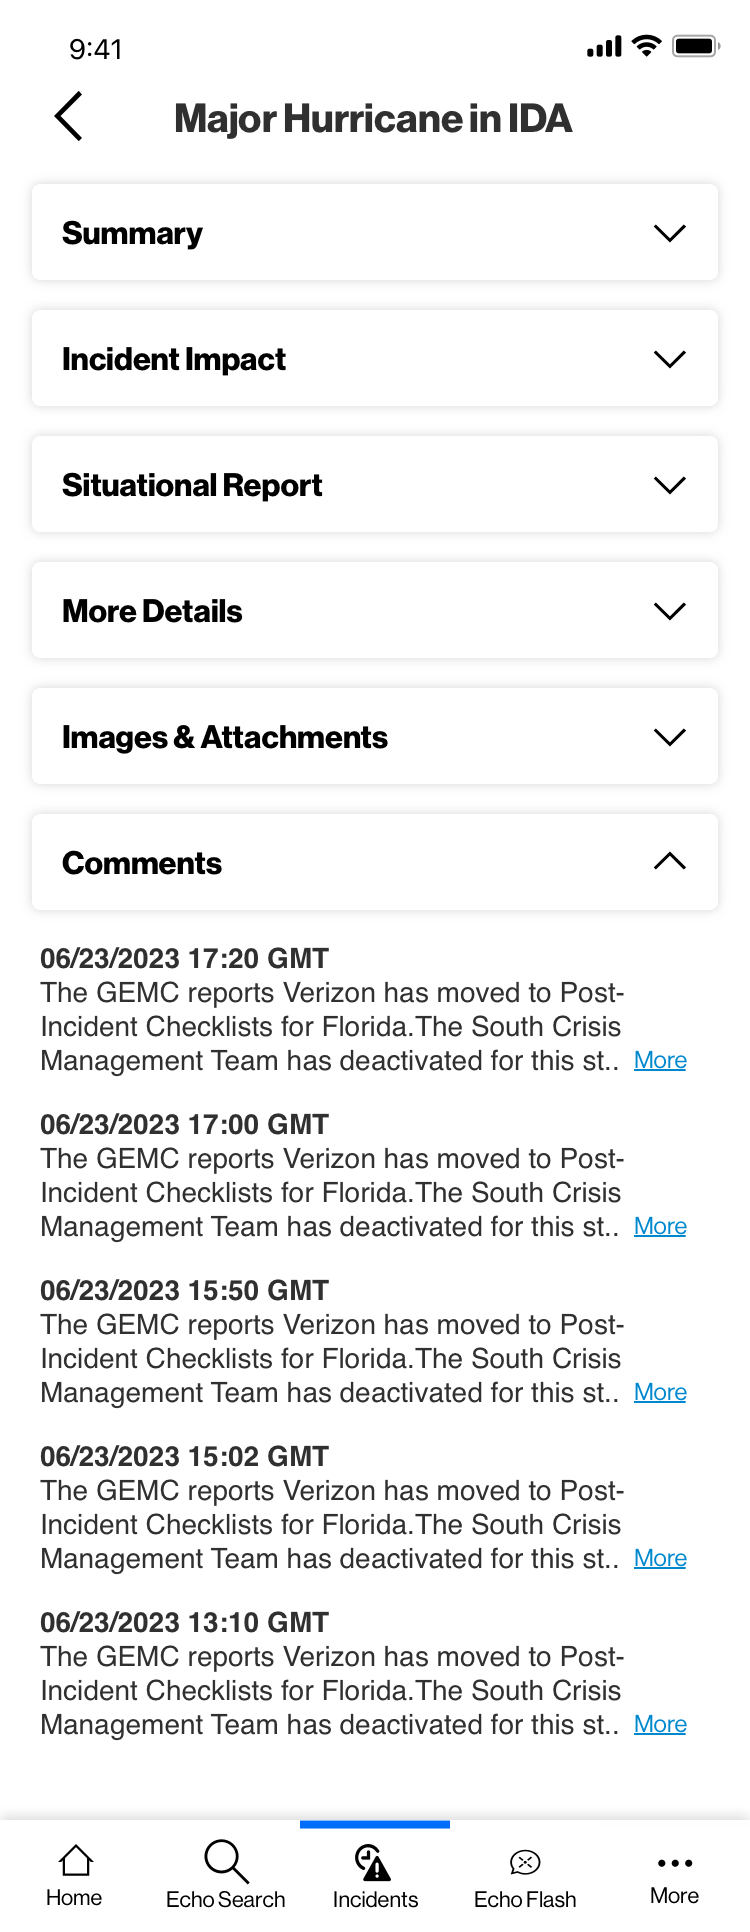 9:41
Major Hurricane in IDA
Summary
Incident Impact
Situational Report
More Details
Images & Attachments
Comments
06/23/2023 17:20 GMT
The GEMC reports Verizon has moved to Post-
Incident Checklists for Florida.The South Crisis
Management Team has deactivated for this st.. More
06/23/2023 17:00 GMT
The GEMC reports Verizon has moved to Post-
Incident Checklists for Florida.The South Crisis
Management Team has deactivated for this st.. More
06/23/2023 15:50 GMT
The GEMC reports Verizon has moved to Post-
Incident Checklists for Florida.The South Crisis
Management Team has deactivated for this st.. More
06/23/2023 15:02 GMT
The GEMC reports Verizon has moved to Post-
Incident Checklists for Florida.The South Crisis
Management Team has deactivated for this st.. More
06/23/2023 13:10 GMT
The GEMC reports Verizon has moved to Post-
Incident Checklists for Florida.The South Crisis
Management Team has deactivated for this st.. More
Home Echo Search Incidents Echo Flash More